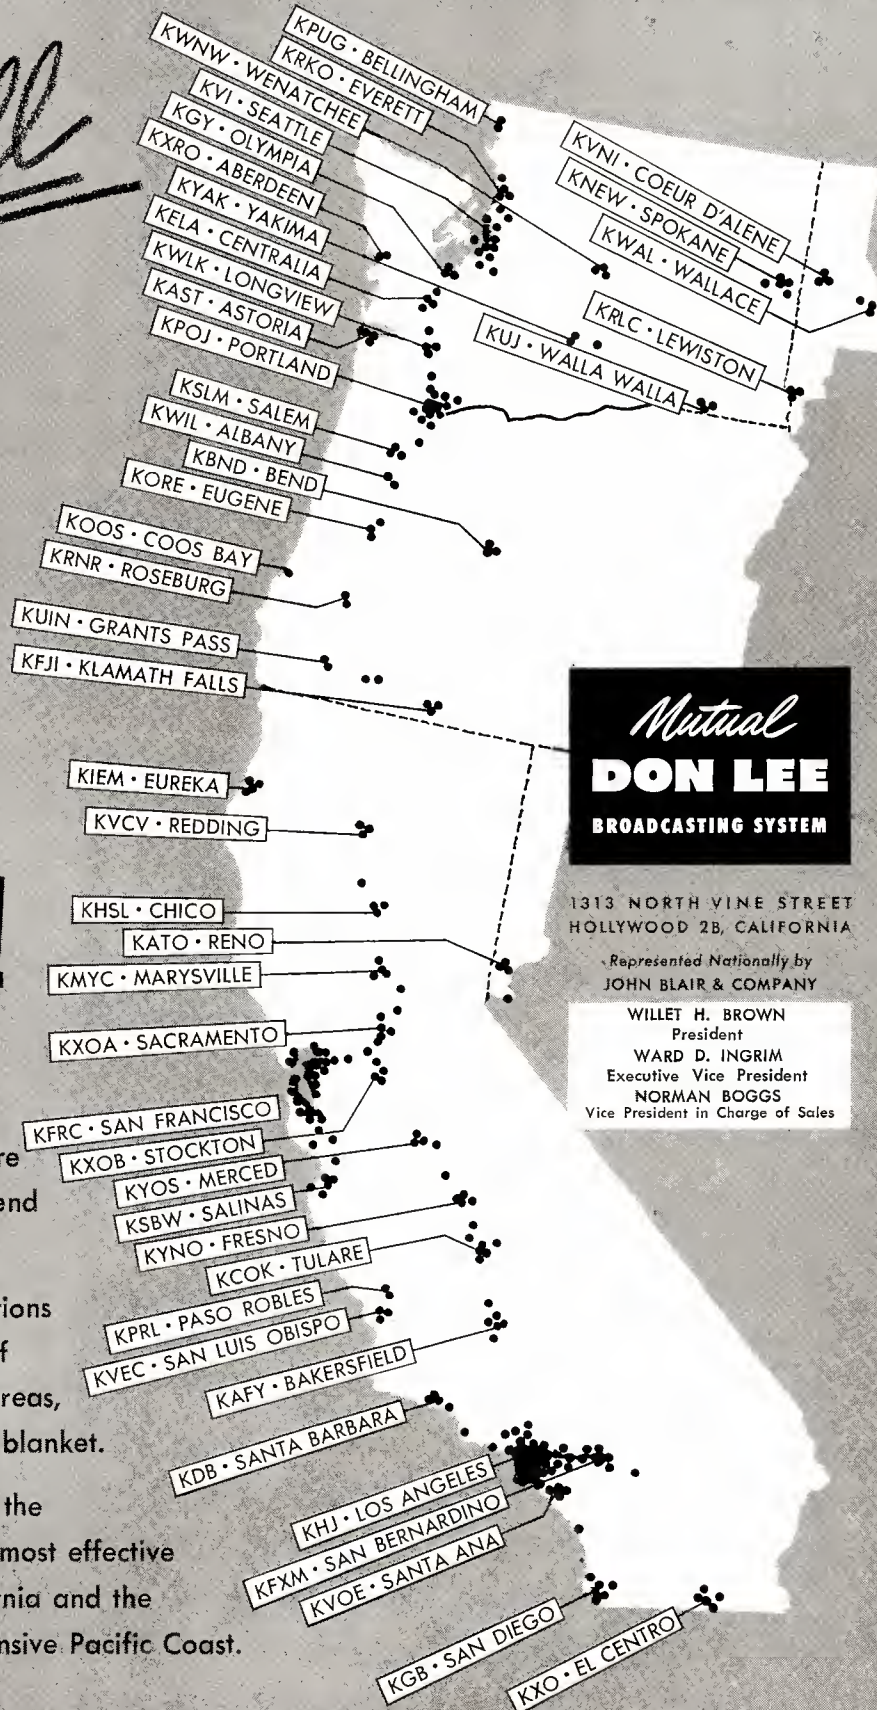 ll
KPUG · BELLINGHAM
KRKO · EVERETT
KWNW · WENATCHEE
KVI · SEATTLE
KGY · OLYMPIA
KXRO · ABERDEEN
KYAK · YAKIMA
KELA · CENTRALIA
KWLK · LONGVIEW
KAST · ASTORIA
KPOJ · PORTLAND
KVNI · COEUR D'ALENE
KNEW · SPOKANE
KWAL · WALLACE
KRLC · LEWISTON
KUJ · WALLA WALLA
KSLM · SALEM
KWIL · ALBANY
KBND · BEND
KORE · EUGENE
KOOS · COOS BAY
KRNR · ROSEBURG
KUIN · GRANTS PASS
KFJI · KLAMATH FALLS
KIEM · EUREKA
KVCV · REDDING
KHSL · CHICO
KATO · RENO
KMYC · MARYSVILLE
KXOA · SACRAMENTO
KFRC · SAN FRANCISCO
KXOB · STOCKTON
KYOS · MERCED
KSBW · SALINAS
KYNO · FRESNO
KCOK · TULARE
KPRL · PASO ROBLES
KVEC · SAN LUIS OBISPO
KAFY · BAKERSFIELD
KDB · SANTA BARBARA
KHJ · LOS ANGELES
KFXM · SAN BERNARDINO
KVOE · SANTA ANA
KGB · SAN DIEGO
KXO · EL CENTRO
Mutual
DON LEE
BROADCASTING SYSTEM
1313 NORTH VINE STREET
HOLLYWOOD 28, CALIFORNIA
Represented Nationally by
JOHN BLAIR & COMPANY
WILLET H. BROWN
President
WARD D. INGRIM
Executive Vice President
NORMAN BOGGS
Vice President in Charge of Sales
re
end
ions
f
reas,
blanket.
the
most effective
rnia and the
nsive Pacific Coast.